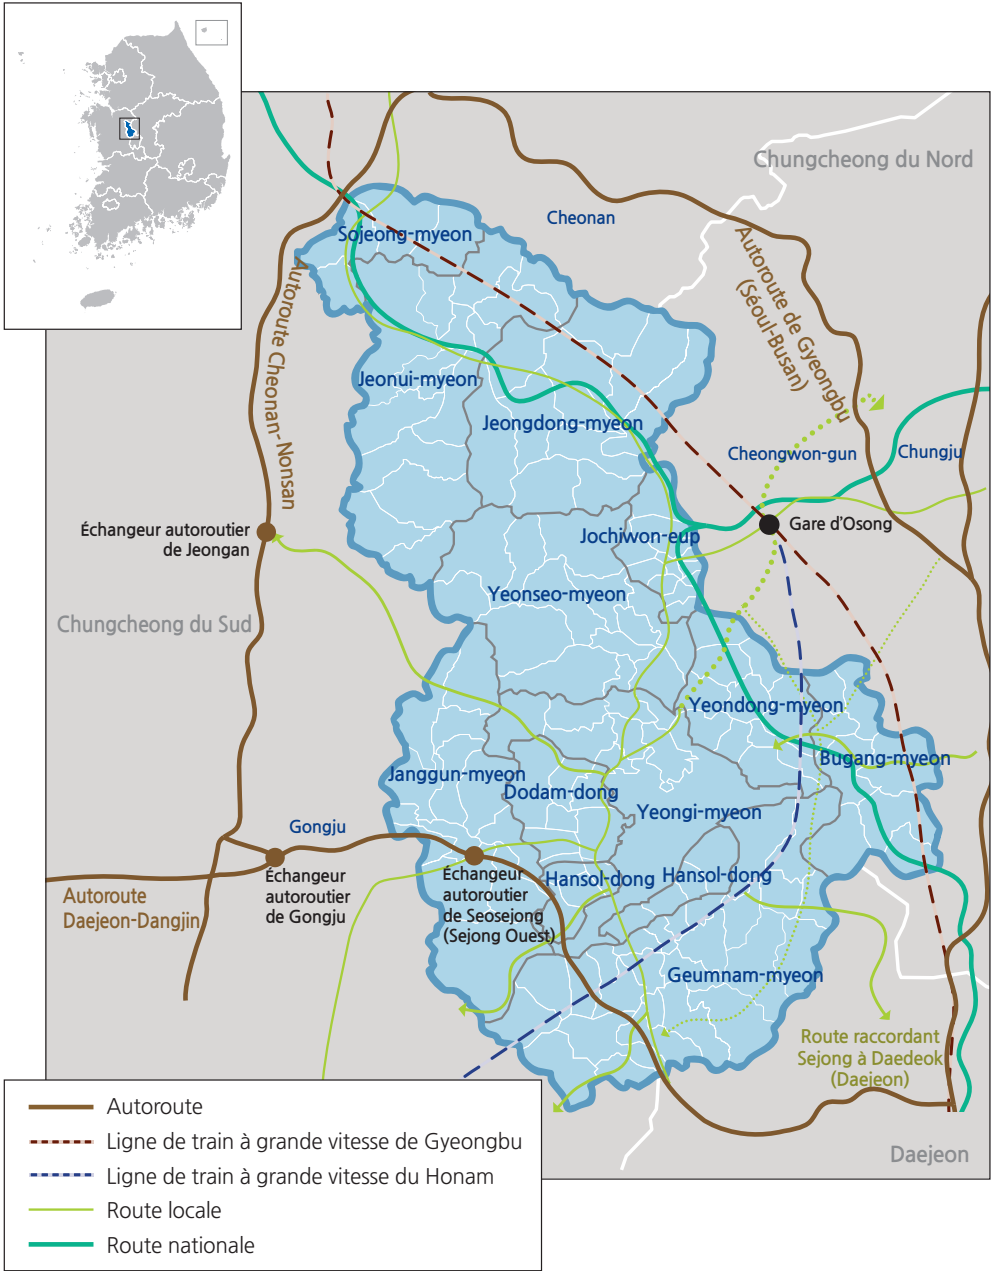 Chungcheong du Nord
Cheonan
Sojeong-myeon
Autoroute de Gyeongbu
(Séoul-Busan)
Autoroute Cheonan-Nonsan
Jeonui-myeon
Jeongdong-myeon
Cheongwon-gun
Chungju
Échangeur autoroutier
de Jeongan
Jochiwon-eup
Gare d'Osong
Yeonseo-myeon
Chungcheong du Sud
Yeondong-myeon
Bugang-myeon
Janggun-myeon
Dodam-dong
Yeongi-myeon
Gongju
Échangeur
autoroutier
de Gongju
Échangeur
autoroutier
de Seosejong
(Sejong Ouest)
Hansol-dong
Hansol-dong
Autoroute
Daejeon-Dangjin
Geumnam-myeon
Route raccordant
Sejong à Daedeok
(Daejeon)
Daejeon
Autoroute
Ligne de train à grande vitesse de Gyeongbu
Ligne de train à grande vitesse du Honam
Route locale
Route nationale